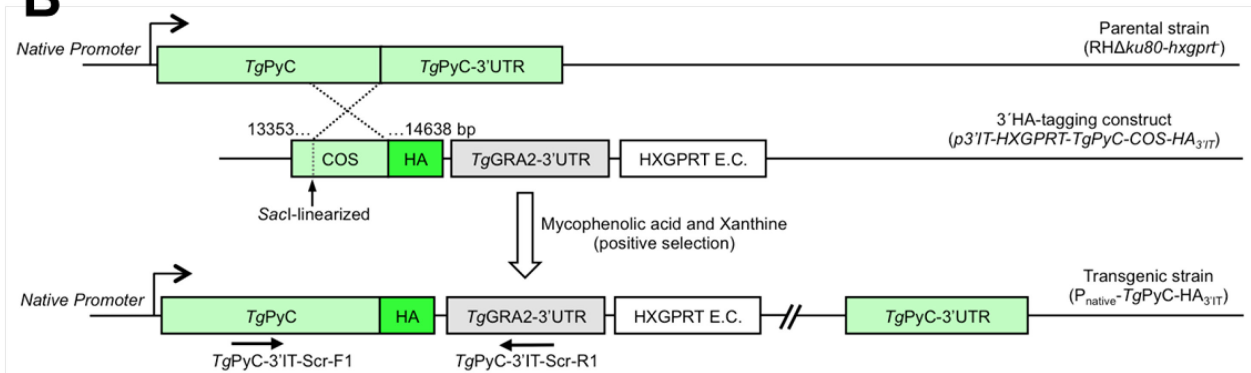 B
Native Promoter
TgPyC
TgPyC-3'UTR
Parental strain
(RHΔku80-hxgprt-)
13353...
...14638 bp
3´HA-tagging construct
(p3'IT-HXGPRT-TgPyC-COS-HA3'IT)
COS
HA
TgGRA2-3'UTR
HXGPRT E.C.
SacI-linearized
Mycophenolic acid and Xanthine
(positive selection)
Native Promoter
TgPyC
HA
TgGRA2-3'UTR
HXGPRT E.C.
TgPyC-3'UTR
Transgenic strain
(Pnative-TgPyC-HA3'IT)
TgPyC-3'IT-Scr-F1
TgPyC-3'IT-Scr-R1